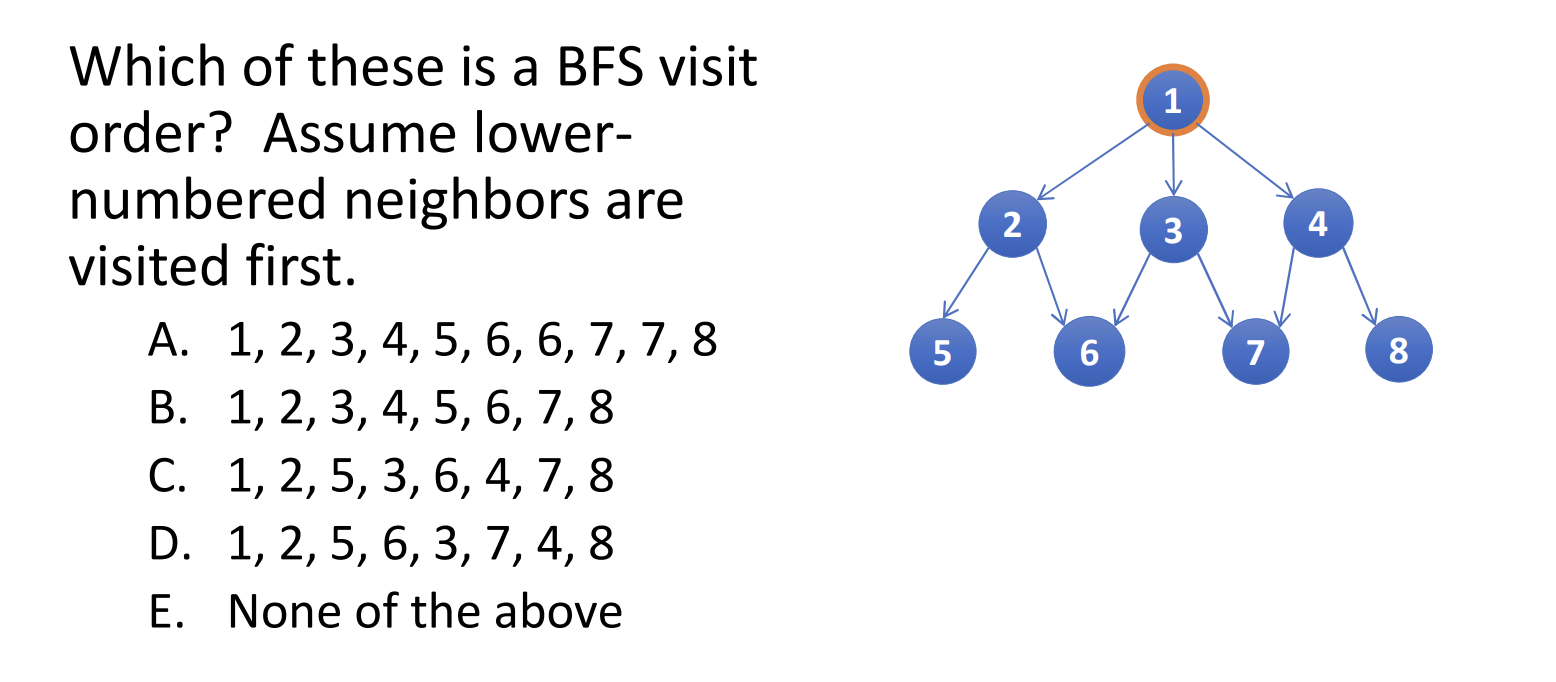 Which of these is a BFS visit
order? Assume lower-
numbered neighbors are
visited first.
A. 1, 2, 3, 4, 5, 6, 6, 7, 7, 8
B. 1, 2, 3, 4, 5, 6, 7, 8
C. 1, 2, 5, 3, 6, 4, 7, 8
D. 1, 2, 5, 6, 3, 7, 4, 8
E. None of the above
1
2 3 4
5 6 7 8